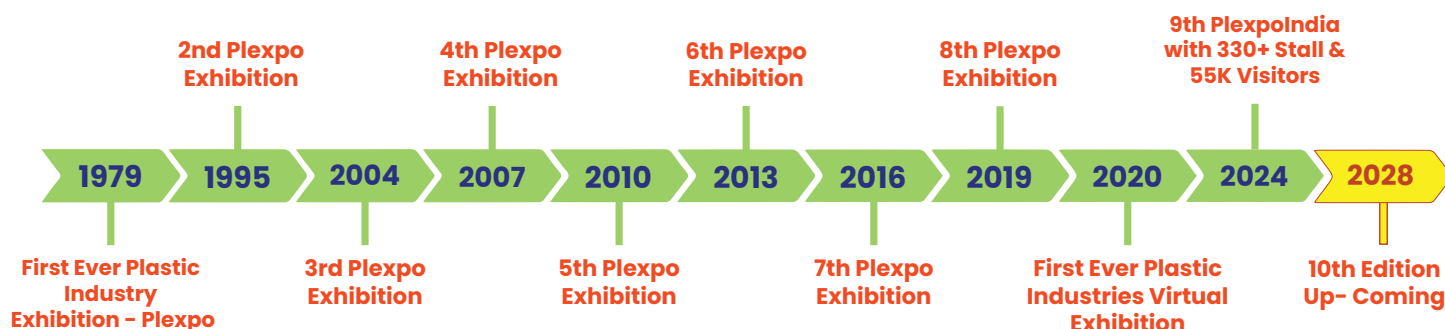 2nd Plexpo
Exhibition
4th Plexpo
Exhibition
6th Plexpo
Exhibition
8th Plexpo
Exhibition
9th PlexpoIndia
with 330+ Stall &
55K Visitors
1979
1995
2004
2007
2010
2013
2016
2019
2020
2024
2028
First Ever Plastic
Industry
Exhibition - Plexpo
3rd Plexpo
Exhibition
5th Plexpo
Exhibition
7th Plexpo
Exhibition
First Ever Plastic
Industries Virtual
Exhibition
10th Edition
Up- Coming